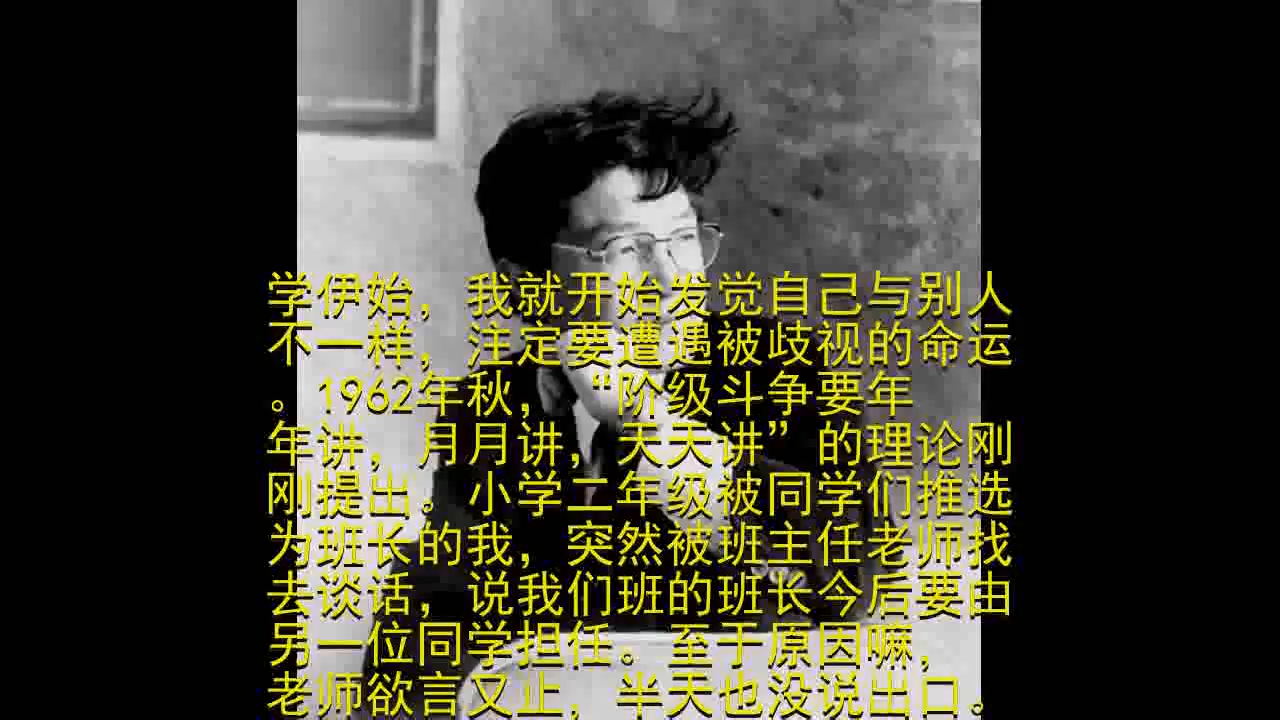 学伊始，我就开始发觉自己与别人
不一样，注定要遭遇被歧视的命运
。1962年秋，“阶级斗争要年
年讲，月月讲，天天讲”的理论刚
刚提出。小学二年级被同学们推选
为班长的我，突然被班主任老师找
去谈话，说我们班的班长今后要由
另一位同学担任。至于原因嘛，
老师欲言又止，半天也没说出口。